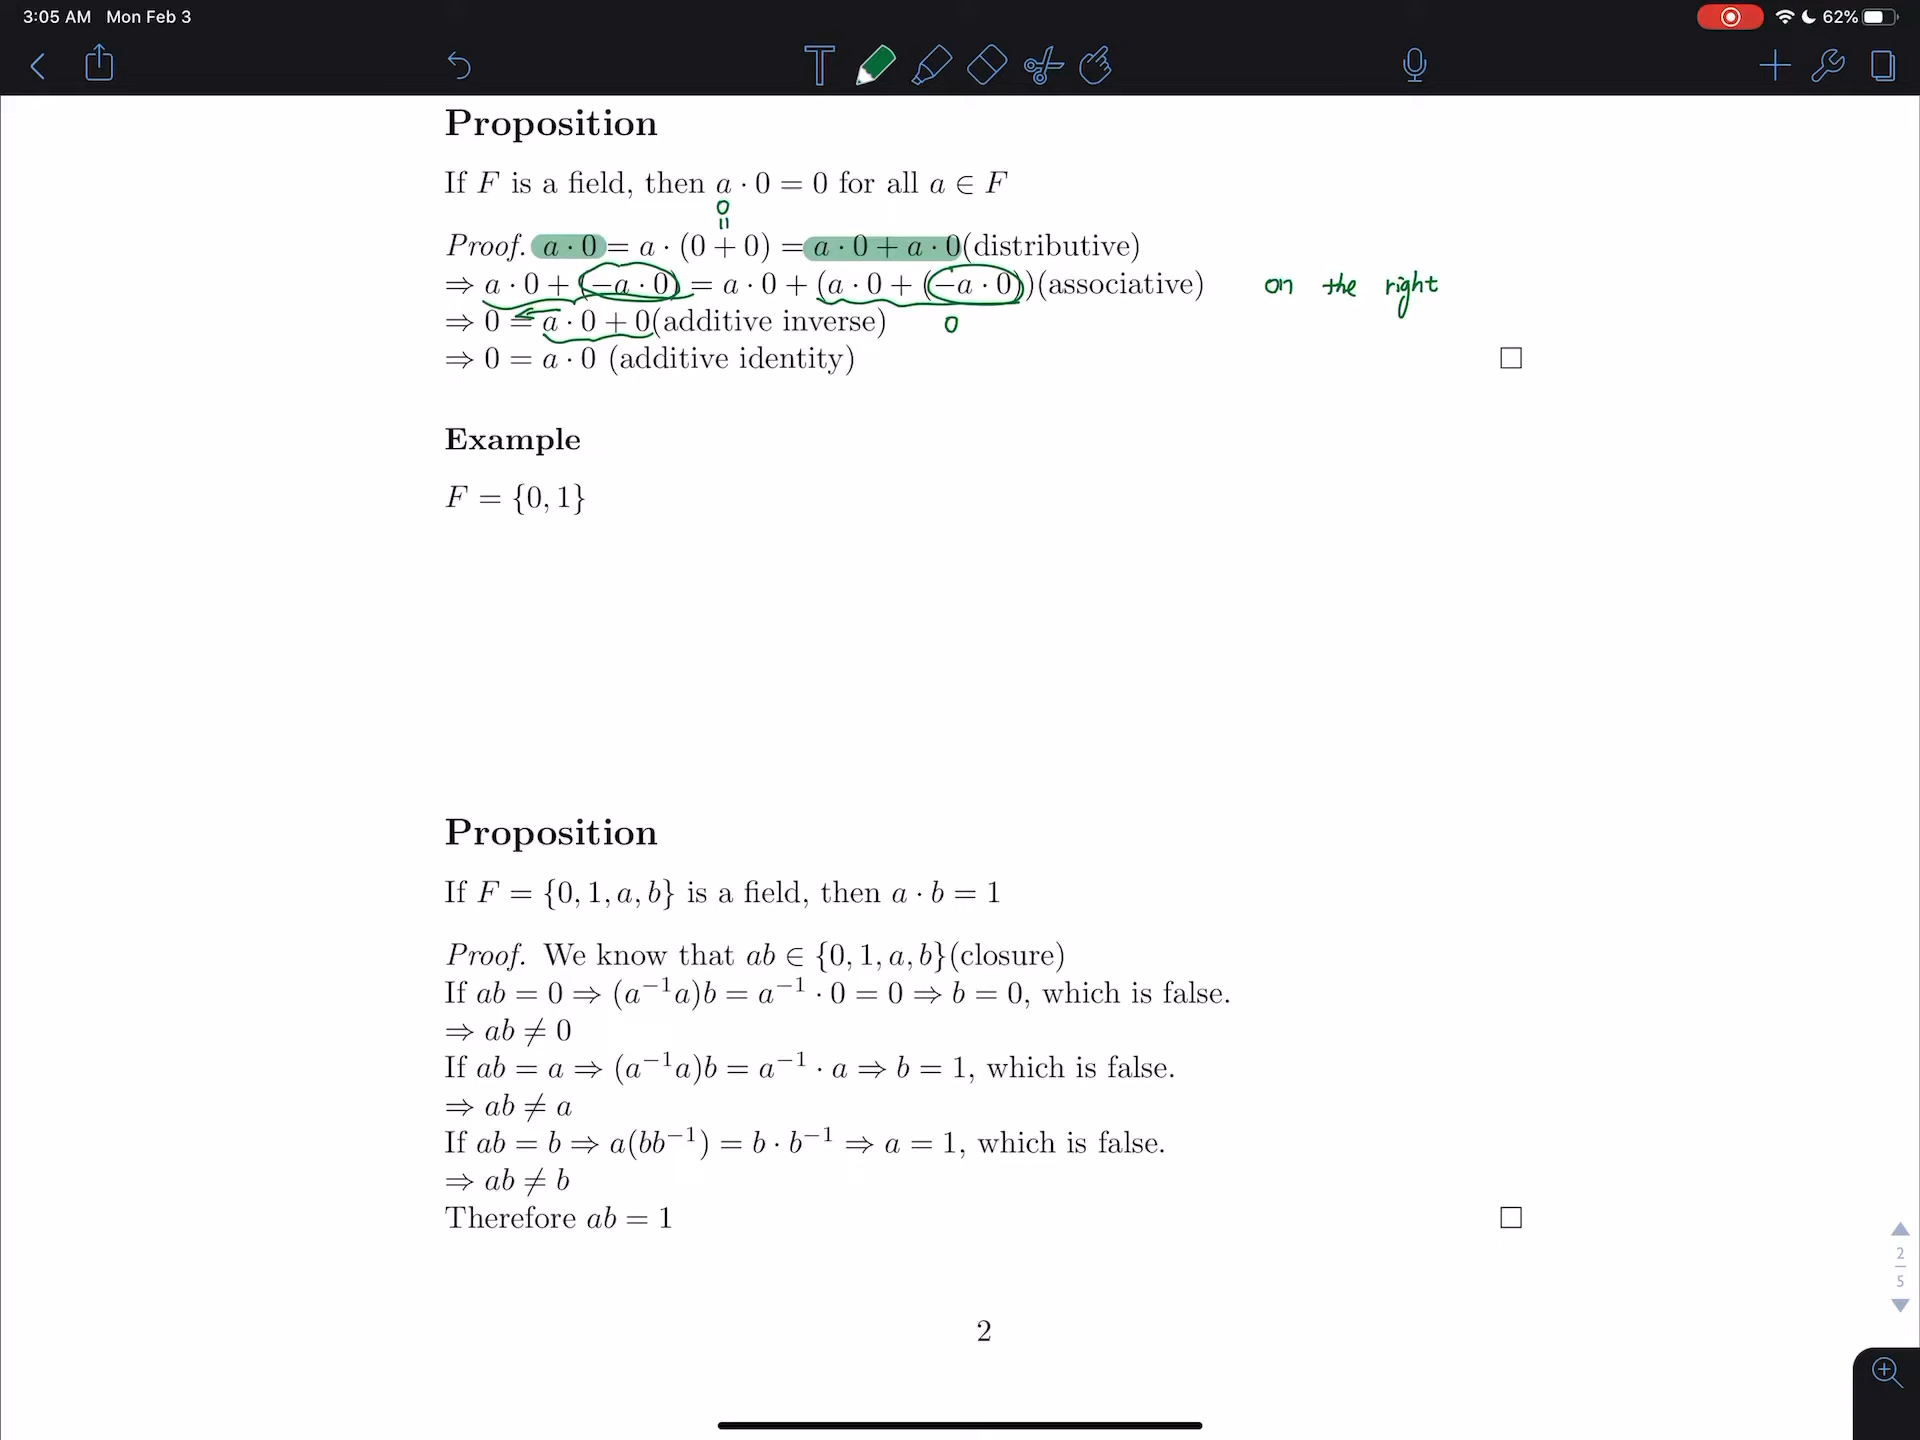 3:05 AM Mon Feb 3
62%
T
Proposition
If F is a field, then a · 0 = 0 for all a ∈ F
0
=
Proof. a · 0 = a · (0 + 0) = a · 0 + a · 0(distributive)
⇒ a · 0 + (−a · 0) = a · 0 + (a · 0 + (−a · 0))(associative) on the right
⇒ 0 = a · 0 + 0(additive inverse) 0
⇒ 0 = a · 0 (additive identity) □
Example
F = {0, 1}
Proposition
If F = {0, 1, a, b} is a field, then a · b = 1
Proof. We know that ab ∈ {0, 1, a, b}(closure)
If ab = 0 ⇒ (a⁻¹a)b = a⁻¹ · 0 = 0 ⇒ b = 0, which is false.
⇒ ab ≠ 0
If ab = a ⇒ (a⁻¹a)b = a⁻¹ · a ⇒ b = 1, which is false.
⇒ ab ≠ a
If ab = b ⇒ a(bb⁻¹) = b · b⁻¹ ⇒ a = 1, which is false.
⇒ ab ≠ b
Therefore ab = 1 □
2
5
2